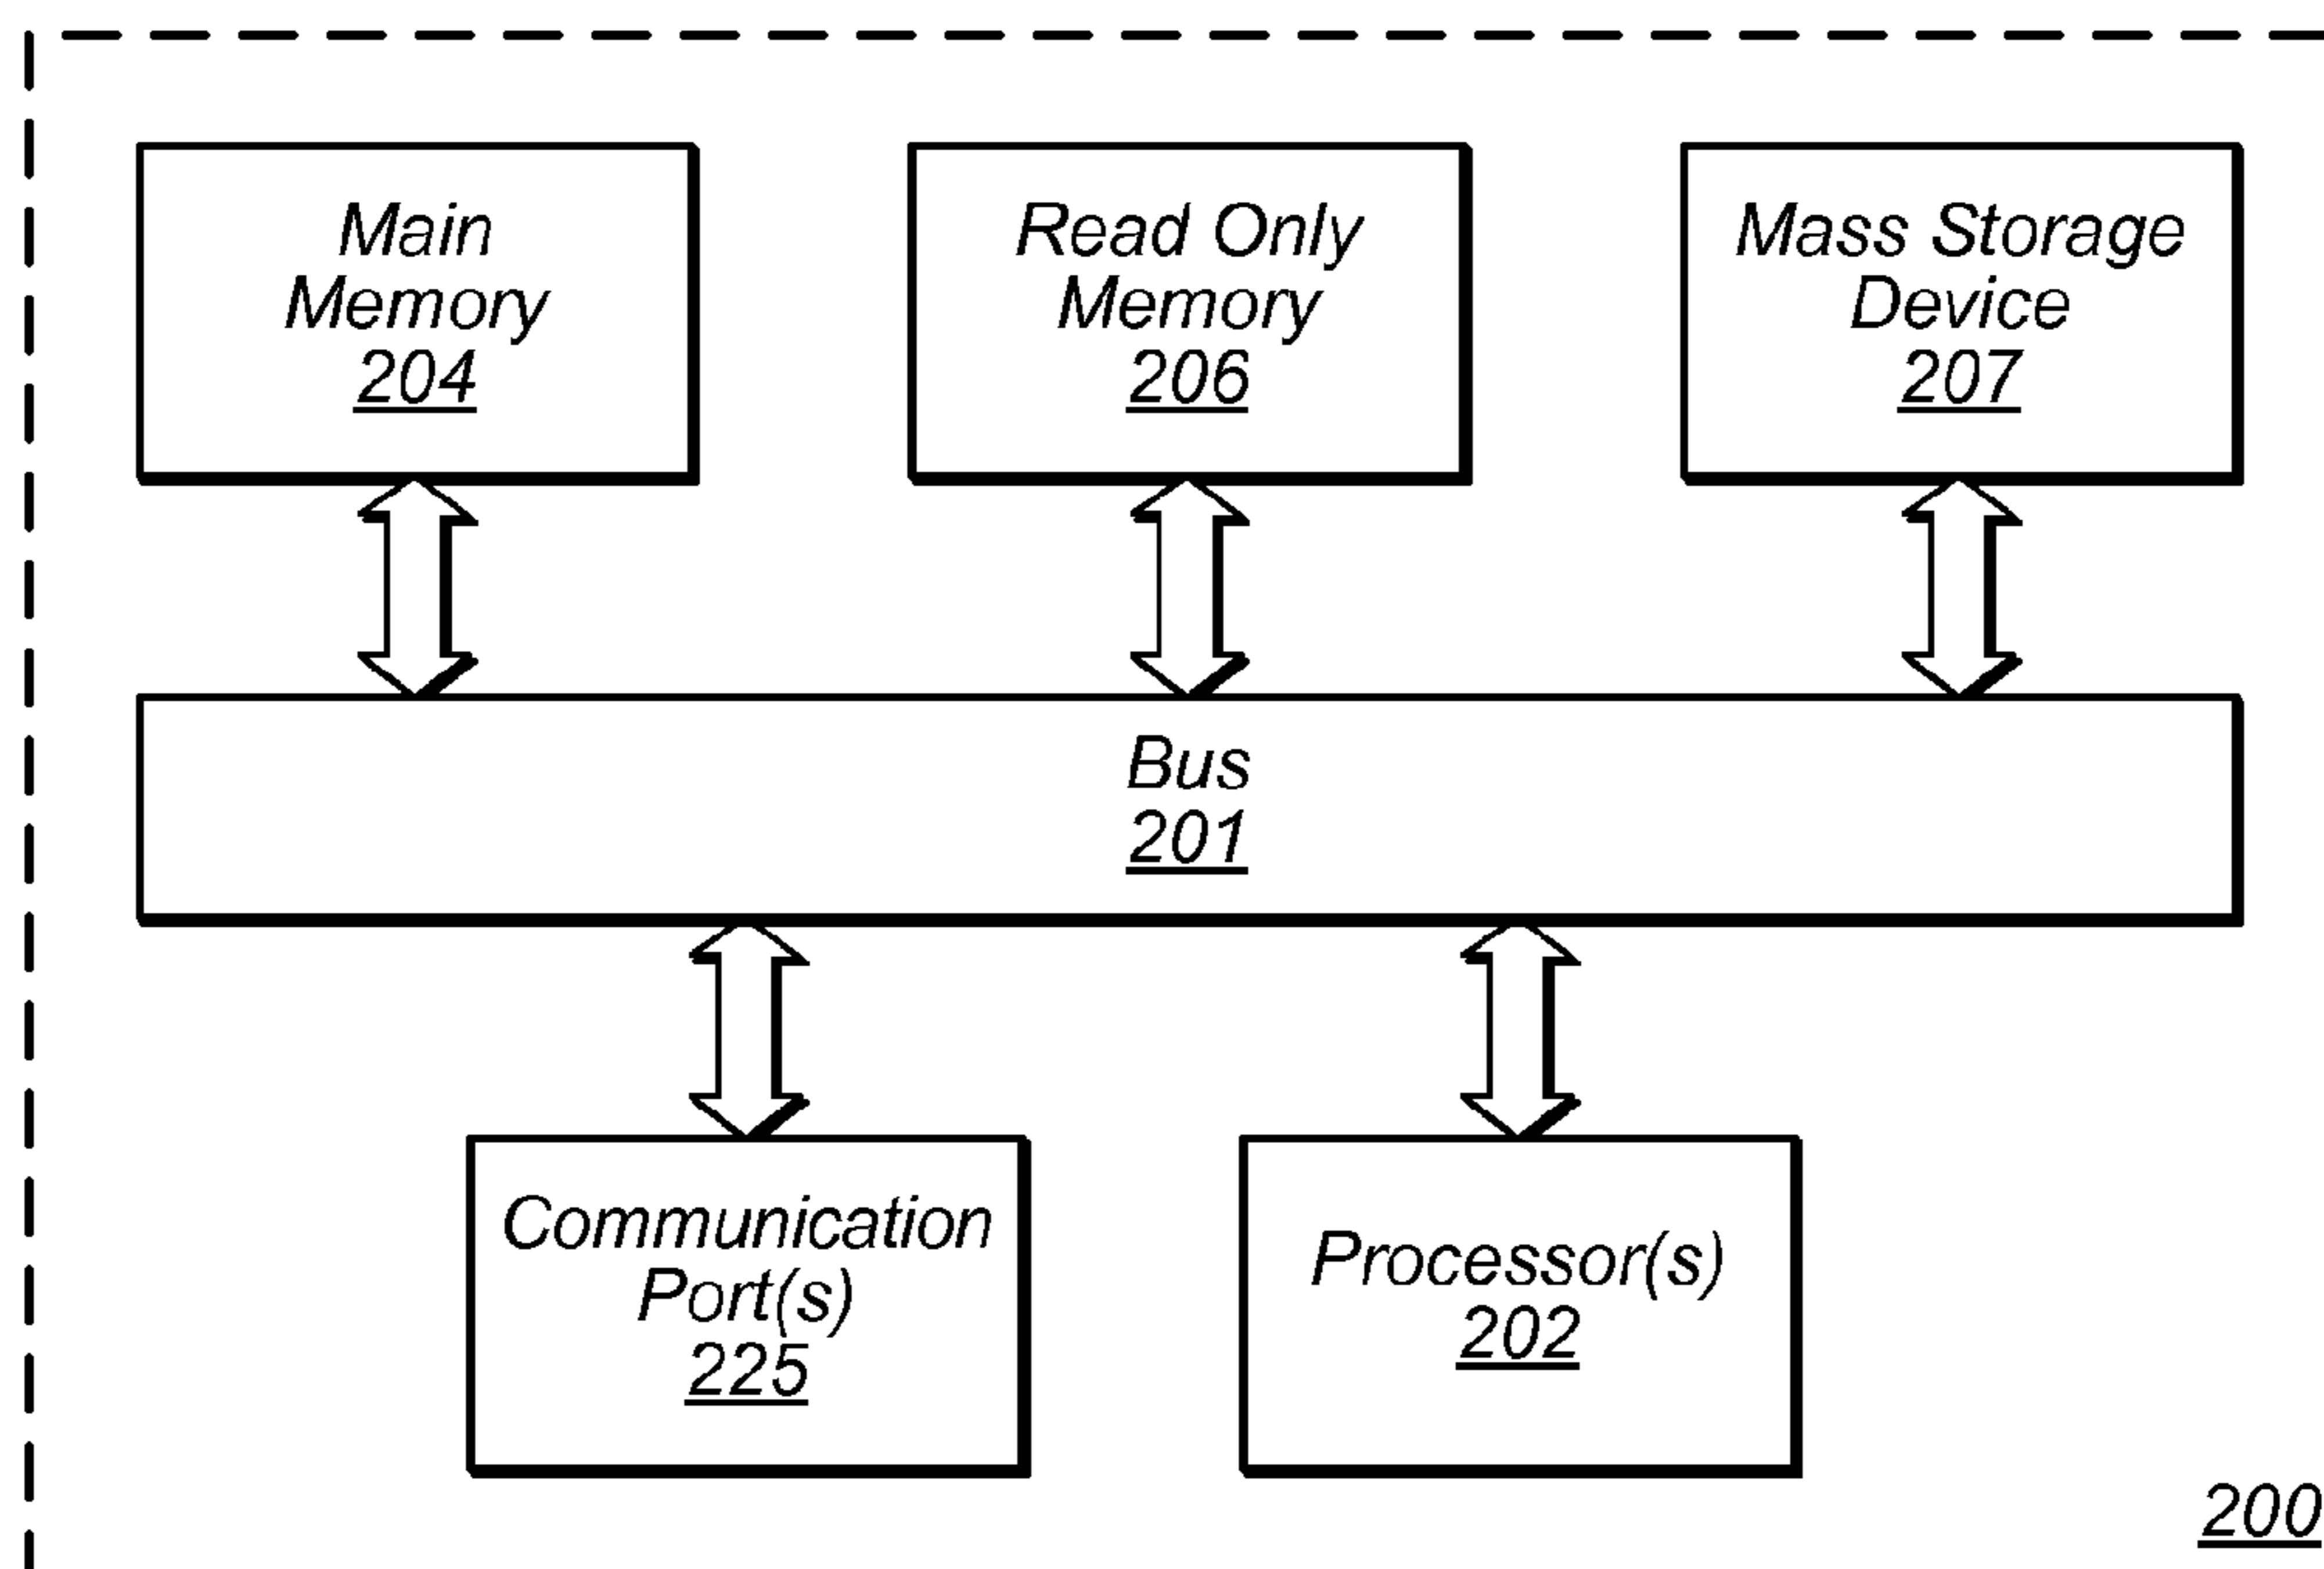 Main
Memory
204
Read Only
Memory
206
Mass Storage
Device
207
Bus
201
Communication
Port(s)
225
Processor(s)
202
200